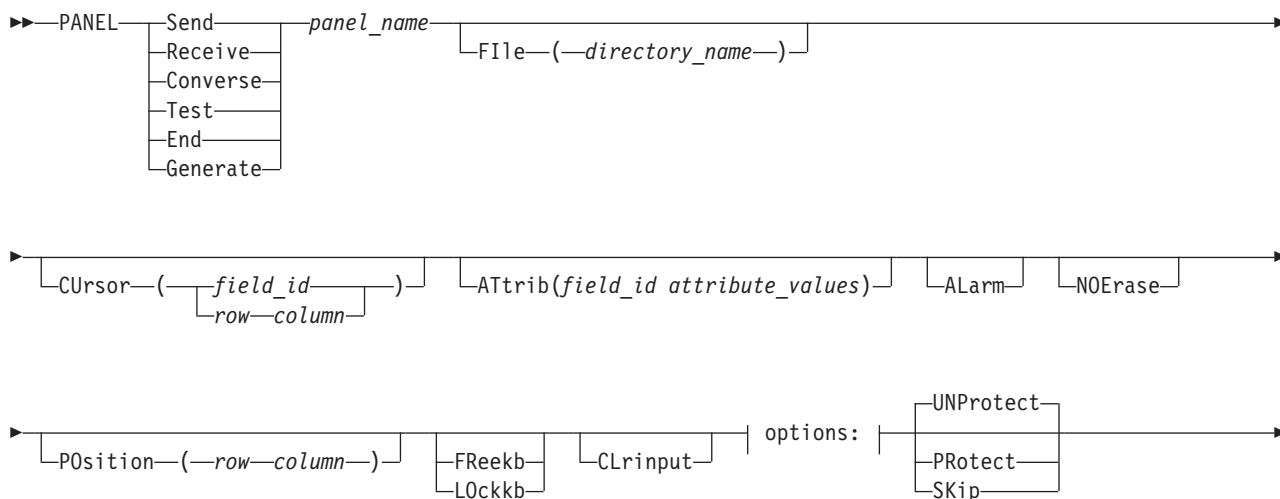 PANEL Send panel_name
Receive FIle ( directory_name )
Converse
Test
End
Generate
CUrsor ( field_id ) ATtrib(field_id attribute_values) ALarm NOErase
row column
UNProtect
POsition ( row column ) FReekb CLrinput options: PRotect
LOckkb SKip